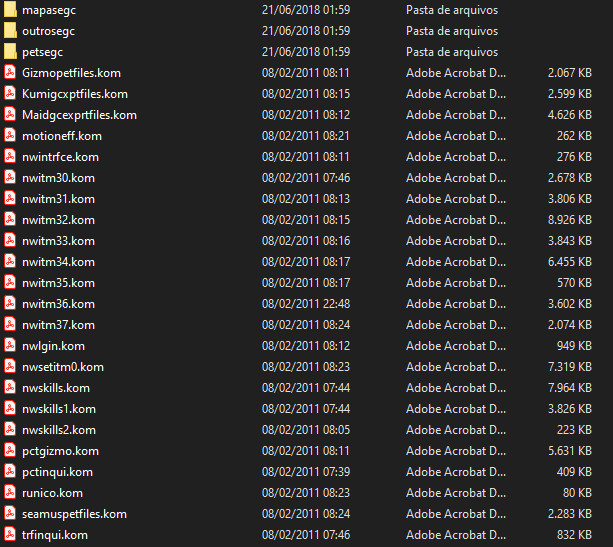 mapasegc 21/06/2018 01:59 Pasta de arquivos
outrosegc 21/06/2018 01:59 Pasta de arquivos
petsegc 21/06/2018 01:59 Pasta de arquivos
Gizmopetfiles.kom 08/02/2011 08:11 Adobe Acrobat D... 2.067 KB
Kumigcxptfiles.kom 08/02/2011 08:15 Adobe Acrobat D... 2.599 KB
Maidgcexprtfiles.kom 08/02/2011 08:12 Adobe Acrobat D... 4.626 KB
motioneff.kom 08/02/2011 08:21 Adobe Acrobat D... 262 KB
nwintrfce.kom 08/02/2011 08:11 Adobe Acrobat D... 276 KB
nwitm30.kom 08/02/2011 07:46 Adobe Acrobat D... 2.678 KB
nwitm31.kom 08/02/2011 08:13 Adobe Acrobat D... 3.806 KB
nwitm32.kom 08/02/2011 08:15 Adobe Acrobat D... 8.926 KB
nwitm33.kom 08/02/2011 08:16 Adobe Acrobat D... 3.843 KB
nwitm34.kom 08/02/2011 08:17 Adobe Acrobat D... 6.455 KB
nwitm35.kom 08/02/2011 08:17 Adobe Acrobat D... 570 KB
nwitm36.kom 08/02/2011 22:48 Adobe Acrobat D... 3.602 KB
nwitm37.kom 08/02/2011 08:24 Adobe Acrobat D... 2.074 KB
nwlgin.kom 08/02/2011 08:12 Adobe Acrobat D... 949 KB
nwsetitm0.kom 08/02/2011 08:23 Adobe Acrobat D... 7.319 KB
nwskills.kom 08/02/2011 07:44 Adobe Acrobat D... 7.964 KB
nwskills1.kom 08/02/2011 07:44 Adobe Acrobat D... 3.826 KB
nwskills2.kom 08/02/2011 08:05 Adobe Acrobat D... 223 KB
pctgizmo.kom 08/02/2011 08:11 Adobe Acrobat D... 5.631 KB
pctinqui.kom 08/02/2011 07:39 Adobe Acrobat D... 409 KB
runico.kom 08/02/2011 08:23 Adobe Acrobat D... 80 KB
seamuspetfiles.kom 08/02/2011 08:24 Adobe Acrobat D... 2.283 KB
trfinqui.kom 08/02/2011 07:46 Adobe Acrobat D... 832 KB